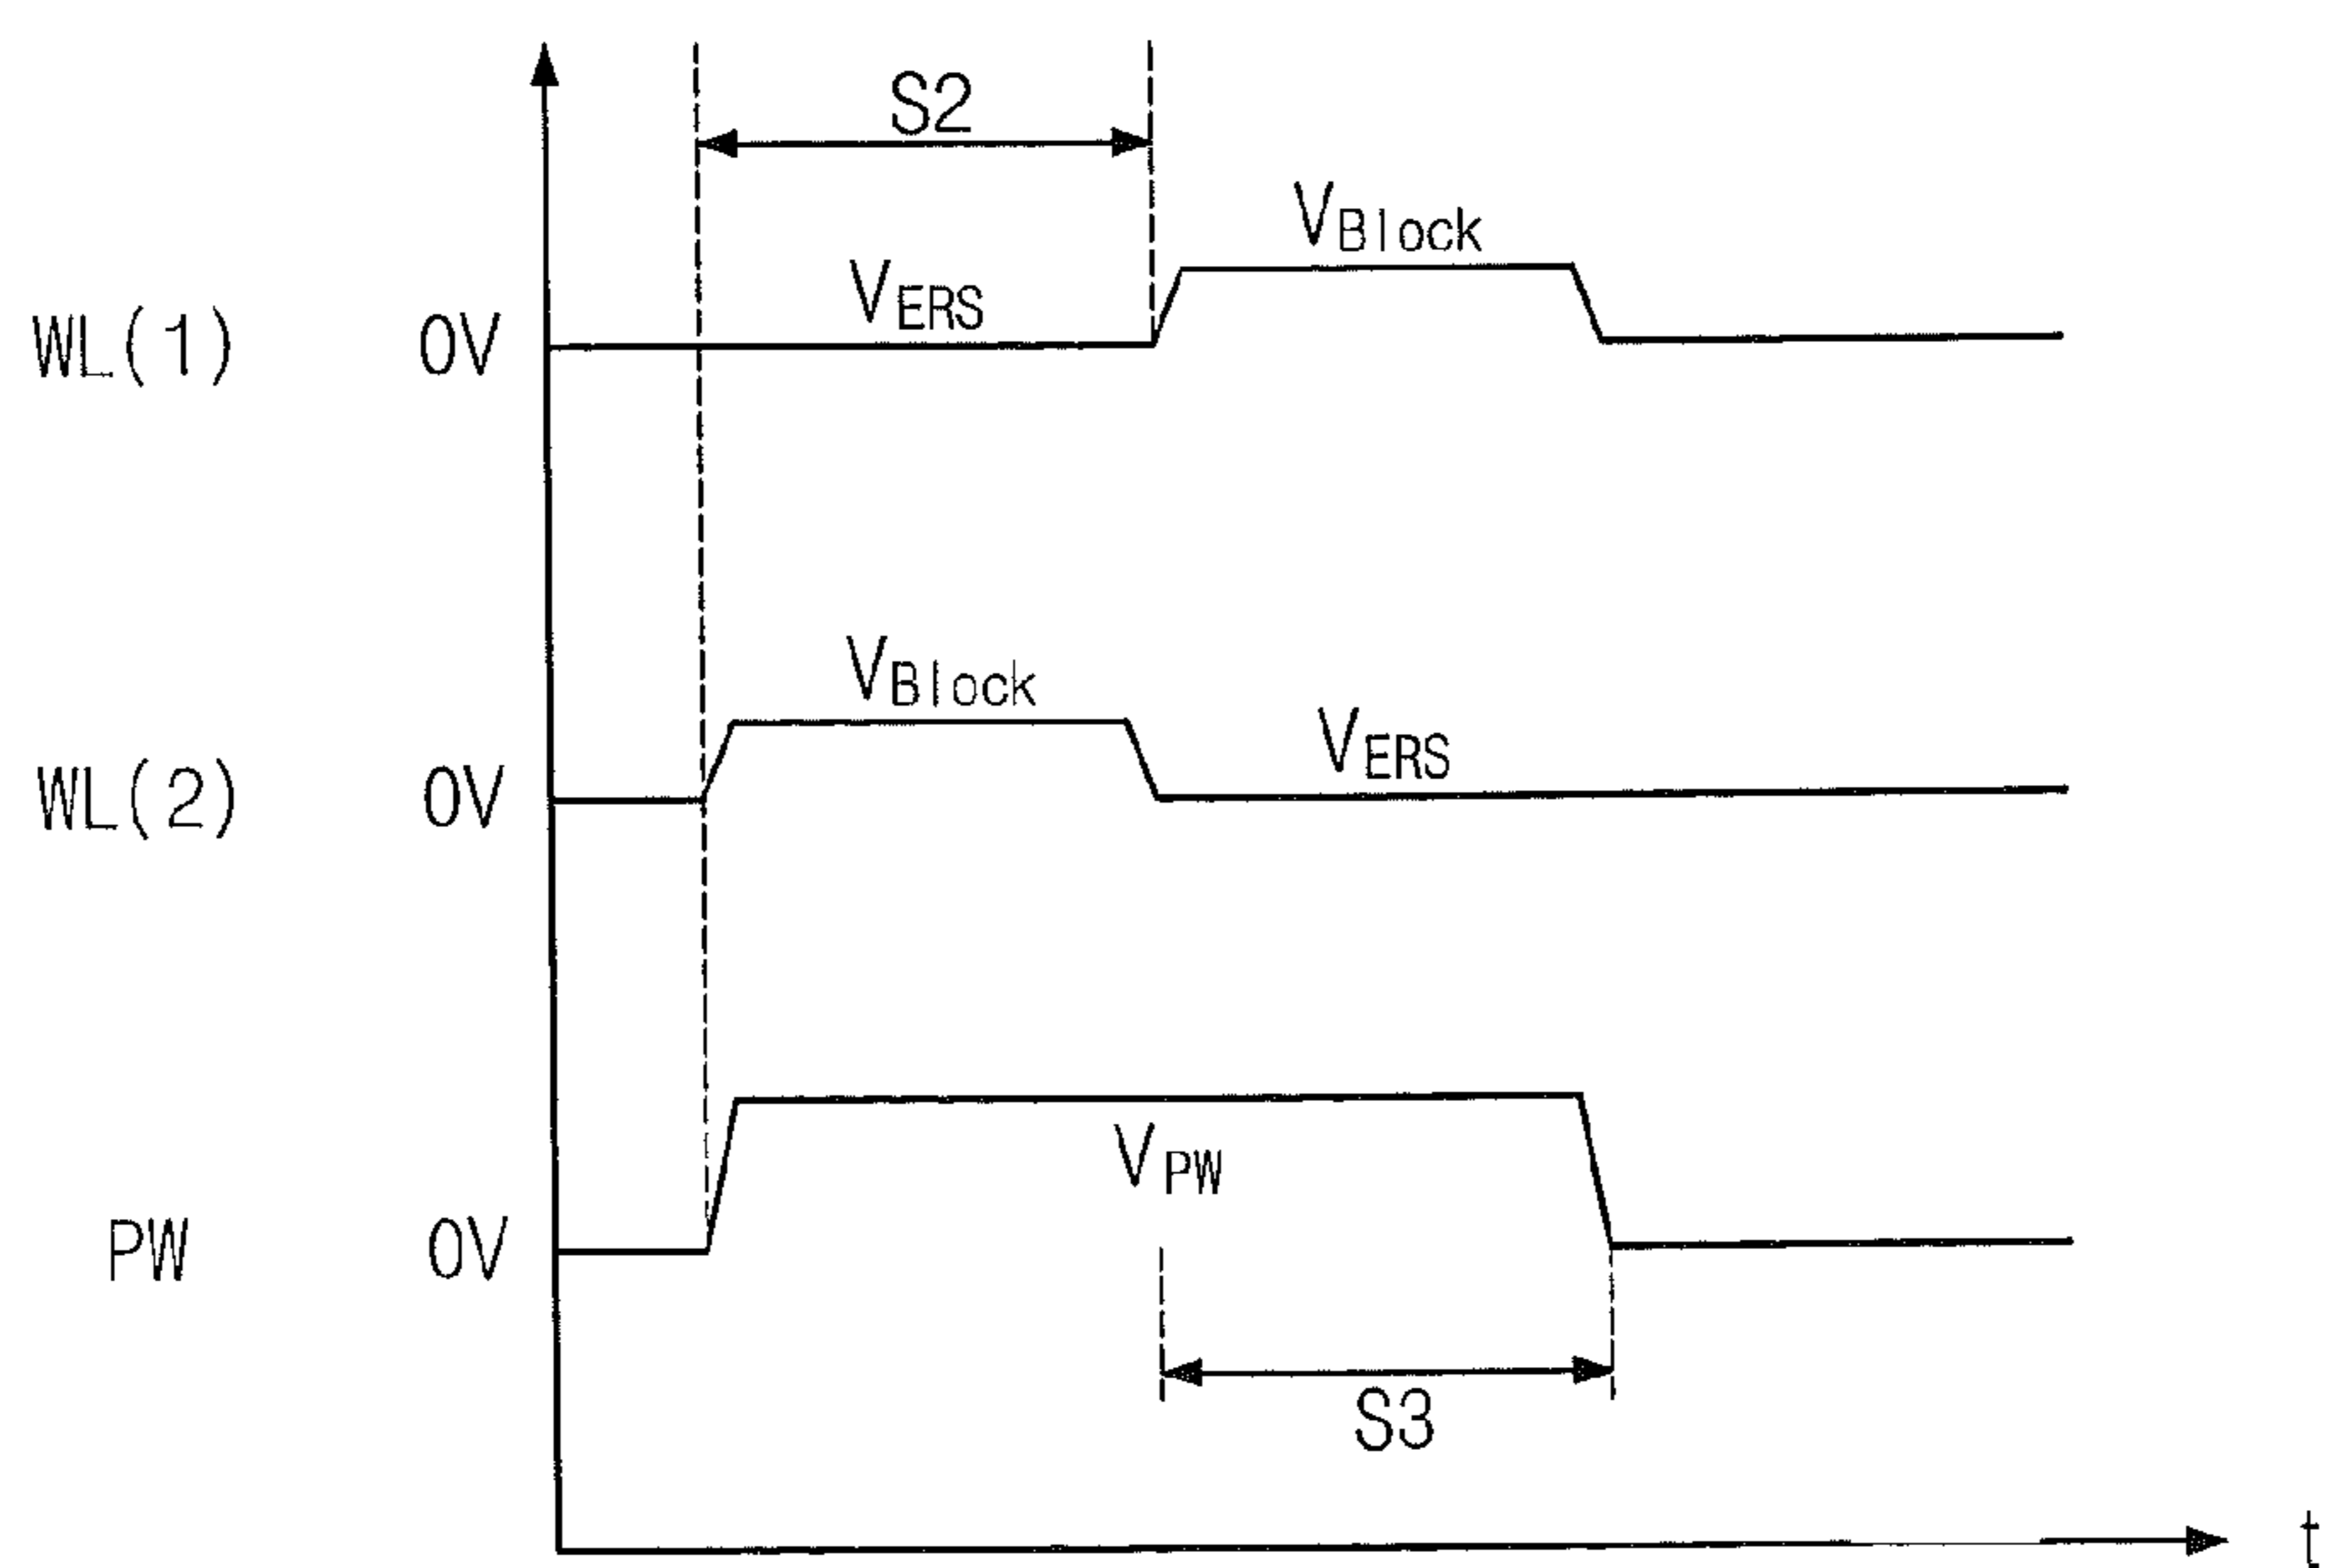 S2
VBlock
VERS
WL(1) 0V
VBlock
VERS
WL(2) 0V
VPW
PW 0V
S3
t